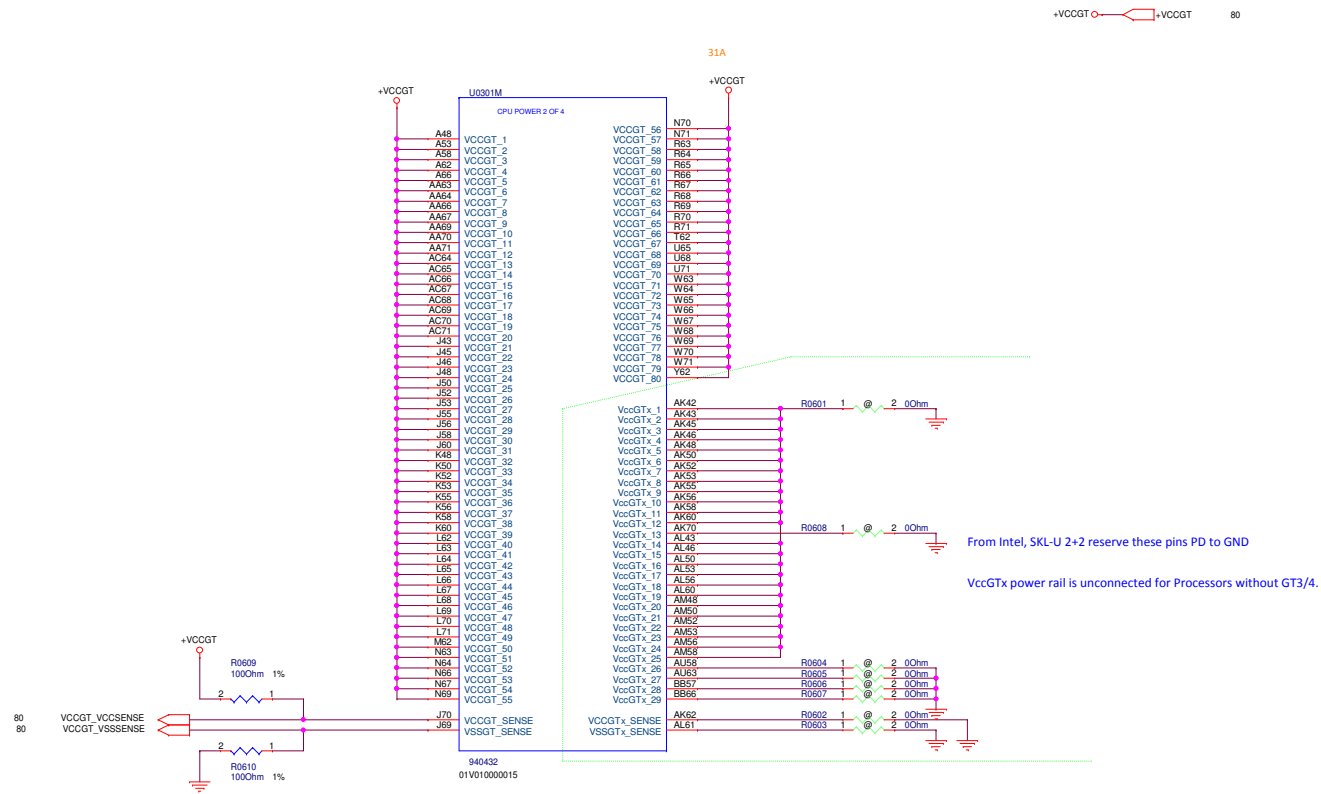 +VCCGT +VCCGT 80
31A
+VCCGT +VCCGT
U0301M
CPU POWER 2 OF 4
A48 VCCGT_1 VCCGT_56 N70
A53 VCCGT_2 VCCGT_57 N71
A58 VCCGT_3 VCCGT_58 R63
A62 VCCGT_4 VCCGT_59 R64
A66 VCCGT_5 VCCGT_60 R65
AA63 VCCGT_6 VCCGT_61 R66
AA64 VCCGT_7 VCCGT_62 R67
AA66 VCCGT_8 VCCGT_63 R68
AA67 VCCGT_9 VCCGT_64 R69
AA69 VCCGT_10 VCCGT_65 R70
AA70 VCCGT_11 VCCGT_66 R71
AA71 VCCGT_12 VCCGT_67 T62
AC64 VCCGT_13 VCCGT_68 U65
AC65 VCCGT_14 VCCGT_69 U68
AC66 VCCGT_15 VCCGT_70 U71
AC67 VCCGT_16 VCCGT_71 W63
AC68 VCCGT_17 VCCGT_72 W64
AC69 VCCGT_18 VCCGT_73 W65
AC70 VCCGT_19 VCCGT_74 W66
AC71 VCCGT_20 VCCGT_75 W67
J43 VCCGT_21 VCCGT_76 W68
J45 VCCGT_22 VCCGT_77 W69
J46 VCCGT_23 VCCGT_78 W70
J48 VCCGT_24 VCCGT_79 W71
J50 VCCGT_25 VCCGT_80 Y62
J52 VCCGT_26
J53 VCCGT_27 VccGTx_1 AK42 R0601 1 @ 2 0Ohm
J55 VCCGT_28 VccGTx_2 AK43
J56 VCCGT_29 VccGTx_3 AK45
J58 VCCGT_30 VccGTx_4 AK46
J60 VCCGT_31 VccGTx_5 AK48
K48 VCCGT_32 VccGTx_6 AK50
K50 VCCGT_33 VccGTx_7 AK52
K52 VCCGT_34 VccGTx_8 AK53
K53 VCCGT_35 VccGTx_9 AK55
K55 VCCGT_36 VccGTx_10 AK56
K56 VCCGT_37 VccGTx_11 AK58
K58 VCCGT_38 VccGTx_12 AK60
K60 VCCGT_39 VccGTx_13 AK70 R0608 1 @ 2 0Ohm
L62 VCCGT_40 VccGTx_14 AL43
L63 VCCGT_41 VccGTx_15 AL46
L64 VCCGT_42 VccGTx_16 AL50
L65 VCCGT_43 VccGTx_17 AL53
L66 VCCGT_44 VccGTx_18 AL56
L67 VCCGT_45 VccGTx_19 AL60
L68 VCCGT_46 VccGTx_20 AM48
L69 VCCGT_47 VccGTx_21 AM50
L70 VCCGT_48 VccGTx_22 AM52
L71 VCCGT_49 VccGTx_23 AM53
M62 VCCGT_50 VccGTx_24 AM56
N63 VCCGT_51 VccGTx_25 AM58
N64 VCCGT_52 VccGTx_26 AU58 R0604 1 @ 2 0Ohm
N66 VCCGT_53 VccGTx_27 AU63 R0605 1 @ 2 0Ohm
N67 VCCGT_54 VccGTx_28 BB57 R0606 1 @ 2 0Ohm
N69 VCCGT_55 VccGTx_29 BB66 R0607 1 @ 2 0Ohm
From Intel, SKL-U 2+2 reserve these pins PD to GND
VccGTx power rail is unconnected for Processors without GT3/4.
+VCCGT
R0609
100Ohm 1%
2 1
80 VCCGT_VCCSENSE J70 VCCGT_SENSE VCCGTx_SENSE AK62 R0602 1 @ 2 0Ohm
80 VCCGT_VSSSENSE J69 VSSGT_SENSE VSSGTx_SENSE AL61 R0603 1 @ 2 0Ohm
2 1
R0610
100Ohm 1%
940432
01V010000015